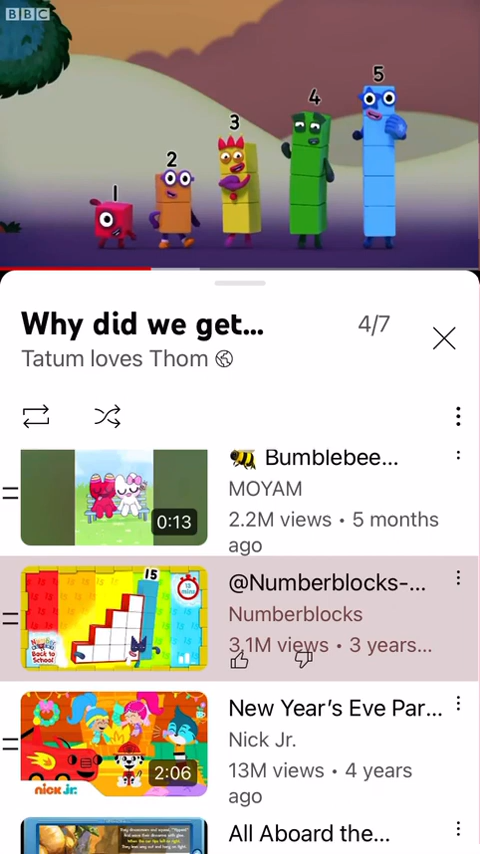 BBC
1
2
3
4
5
Why did we get...
4/7
Tatum loves Thom
Bumblebee...
MOYAM
2.2M views • 5 months
ago
0:13
@Numberblocks-...
Numberblocks
3.1M views • 3 years...
15
Back to
School
New Year's Eve Par...
Nick Jr.
13M views • 4 years
ago
nick jr.
2:06
All Aboard the...